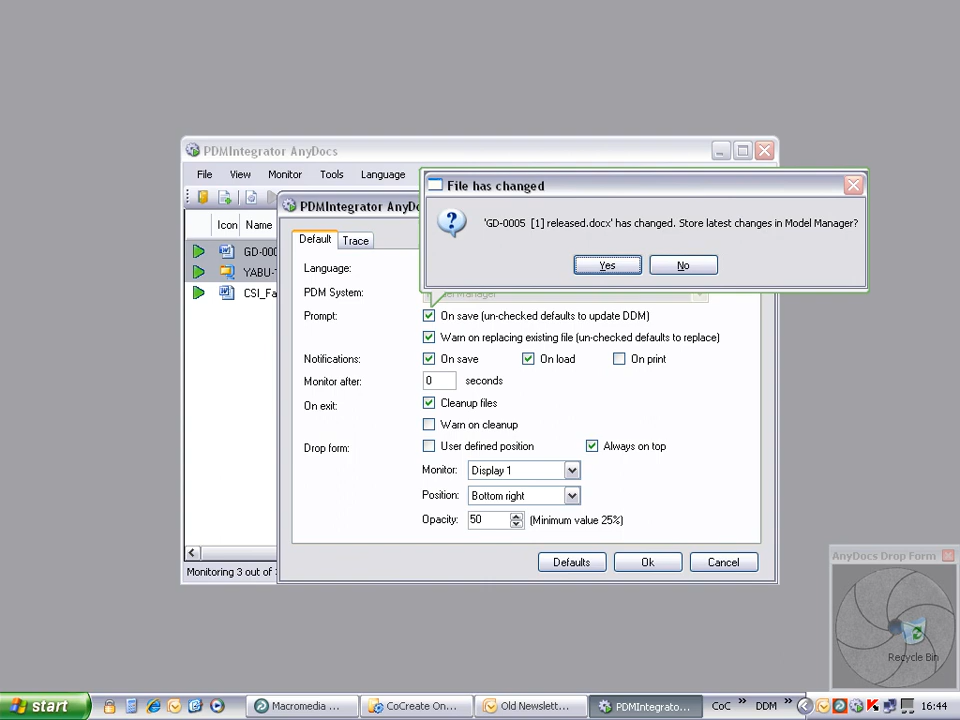 PDMIntegrator AnyDocs
File View Monitor Tools Language
Icon Name
GD-000
YABU-
CSI_Fa
Monitoring 3 out of
PDMIntegrator AnyDo
Default Trace
Language:
PDM System:
Prompt:
On save (un-checked defaults to update DDM)
Warn on replacing existing file (un-checked defaults to replace)
Notifications: On save On load On print
Monitor after: 0 seconds
On exit: Cleanup files
Warn on cleanup
Drop form: User defined position Always on top
Monitor: Display 1
Position: Bottom right
Opacity: 50 (Minimum value 25%)
Defaults Ok Cancel
File has changed
'GD-0005 [1] released.docx' has changed. Store latest changes in Model Manager?
Yes No
AnyDocs Drop Form
Recycle Bin
start Macromedia ... CoCreate On... Old Newslett... PDMIntegrato... CoC » DDM » 16:44